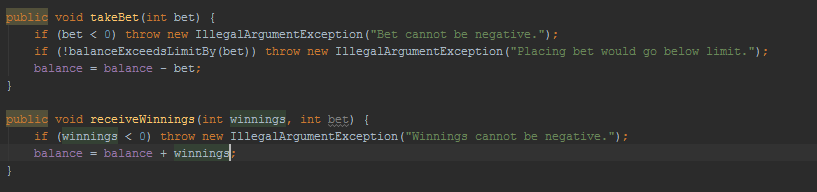 public void takeBet(int bet) {
if (bet < 0) throw new IllegalArgumentException("Bet cannot be negative.");
if (!balanceExceedsLimitBy(bet)) throw new IllegalArgumentException("Placing bet would go below limit.");
balance = balance - bet;
}
public void receiveWinnings(int winnings, int bet) {
if (winnings < 0) throw new IllegalArgumentException("Winnings cannot be negative.");
balance = balance + winnings;
}